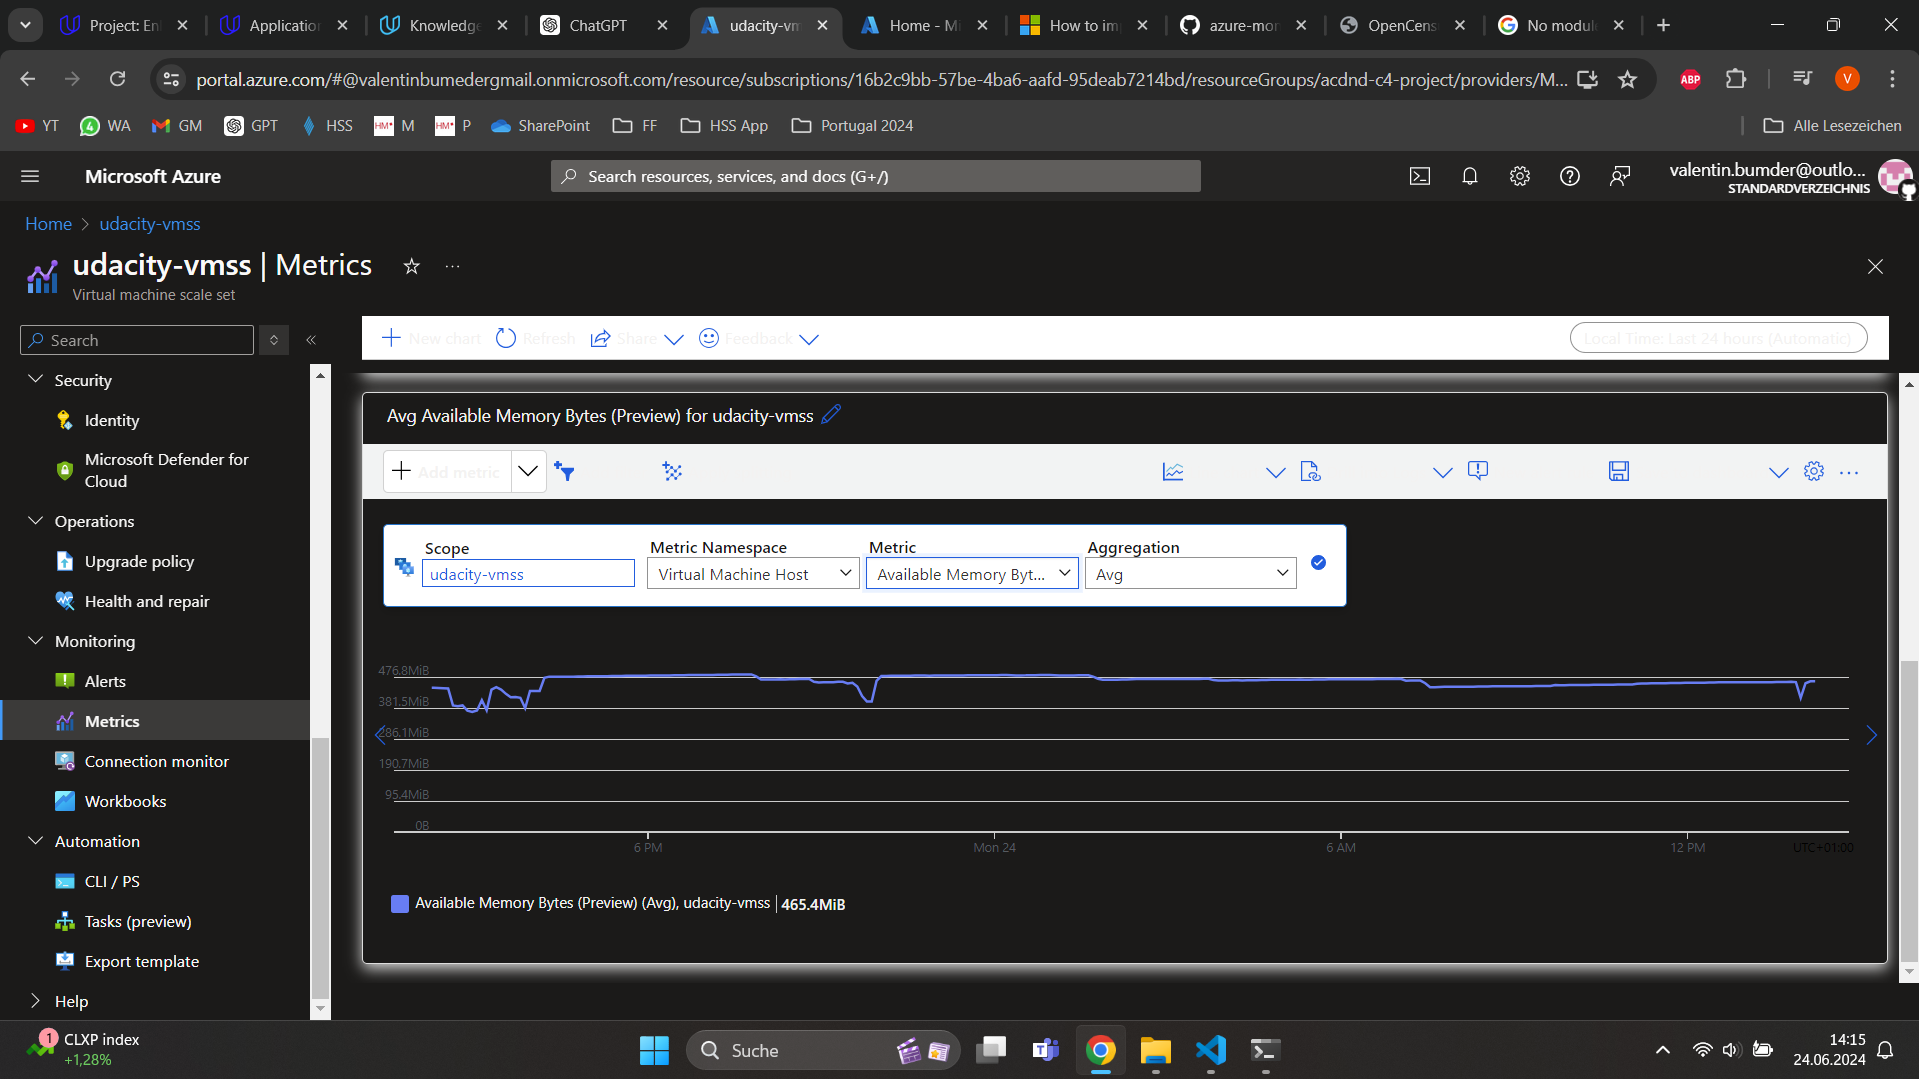 Project: En
Application
Knowledge
ChatGPT
udacity-vm
Home - Mi
How to im
azure-mon
OpenCens
No module
portal.azure.com/#@valentinbumedergmail.onmicrosoft.com/resource/subscriptions/16b2c9bb-57be-4ba6-aafd-95deab7214bd/resourceGroups/acdnd-c4-project/providers/M...
ABP
V
YT
WA
GM
GPT
HSS
M
P
SharePoint
FF
HSS App
Portugal 2024
Alle Lesezeichen
Microsoft Azure
Search resources, services, and docs (G+/)
valentin.bumder@outlo...
STANDARDVERZEICHNIS
Home > udacity-vmss
udacity-vmss | Metrics
Virtual machine scale set
Search
New chart
Refresh
Share
Feedback
Local Time: Last 24 hours (Automatic)
Security
Identity
Microsoft Defender for
Cloud
Operations
Upgrade policy
Health and repair
Monitoring
Alerts
Metrics
Connection monitor
Workbooks
Automation
CLI / PS
Tasks (preview)
Export template
Help
Avg Available Memory Bytes (Preview) for udacity-vmss
Add metric
Scope
udacity-vmss
Metric Namespace
Virtual Machine Host
Metric
Available Memory Byt...
Aggregation
Avg
476.8MiB
381.5MiB
286.1MiB
190.7MiB
95.4MiB
0B
6 PM
Mon 24
6 AM
12 PM
UTC+01:00
Available Memory Bytes (Preview) (Avg), udacity-vmss | 465.4MiB
1
CLXP index
+1,28%
Suche
14:15
24.06.2024